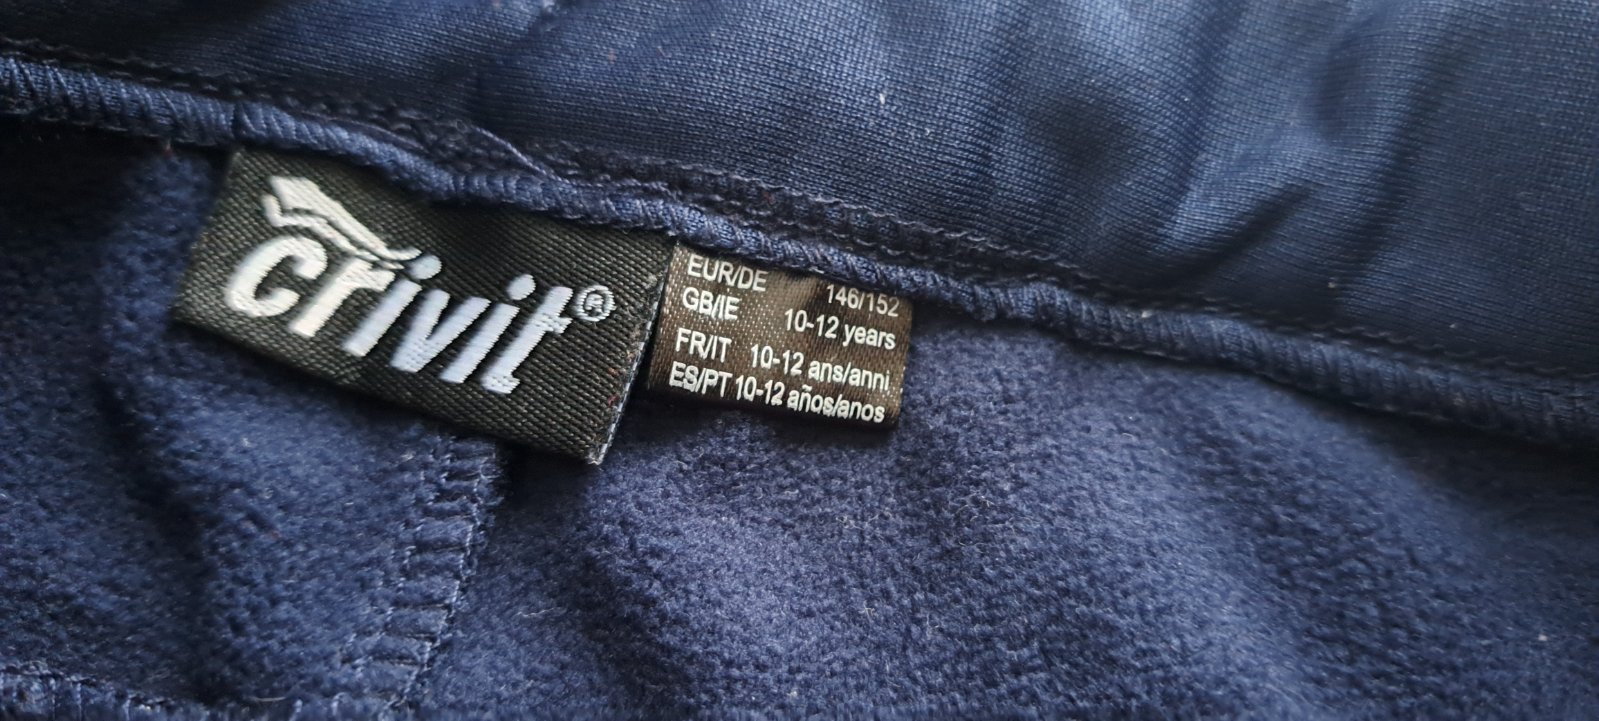 crivit®
EUR/DE 146/152
GB/IE 10-12 years
FR/IT 10-12 ans/anni
ES/PT 10-12 años/anos